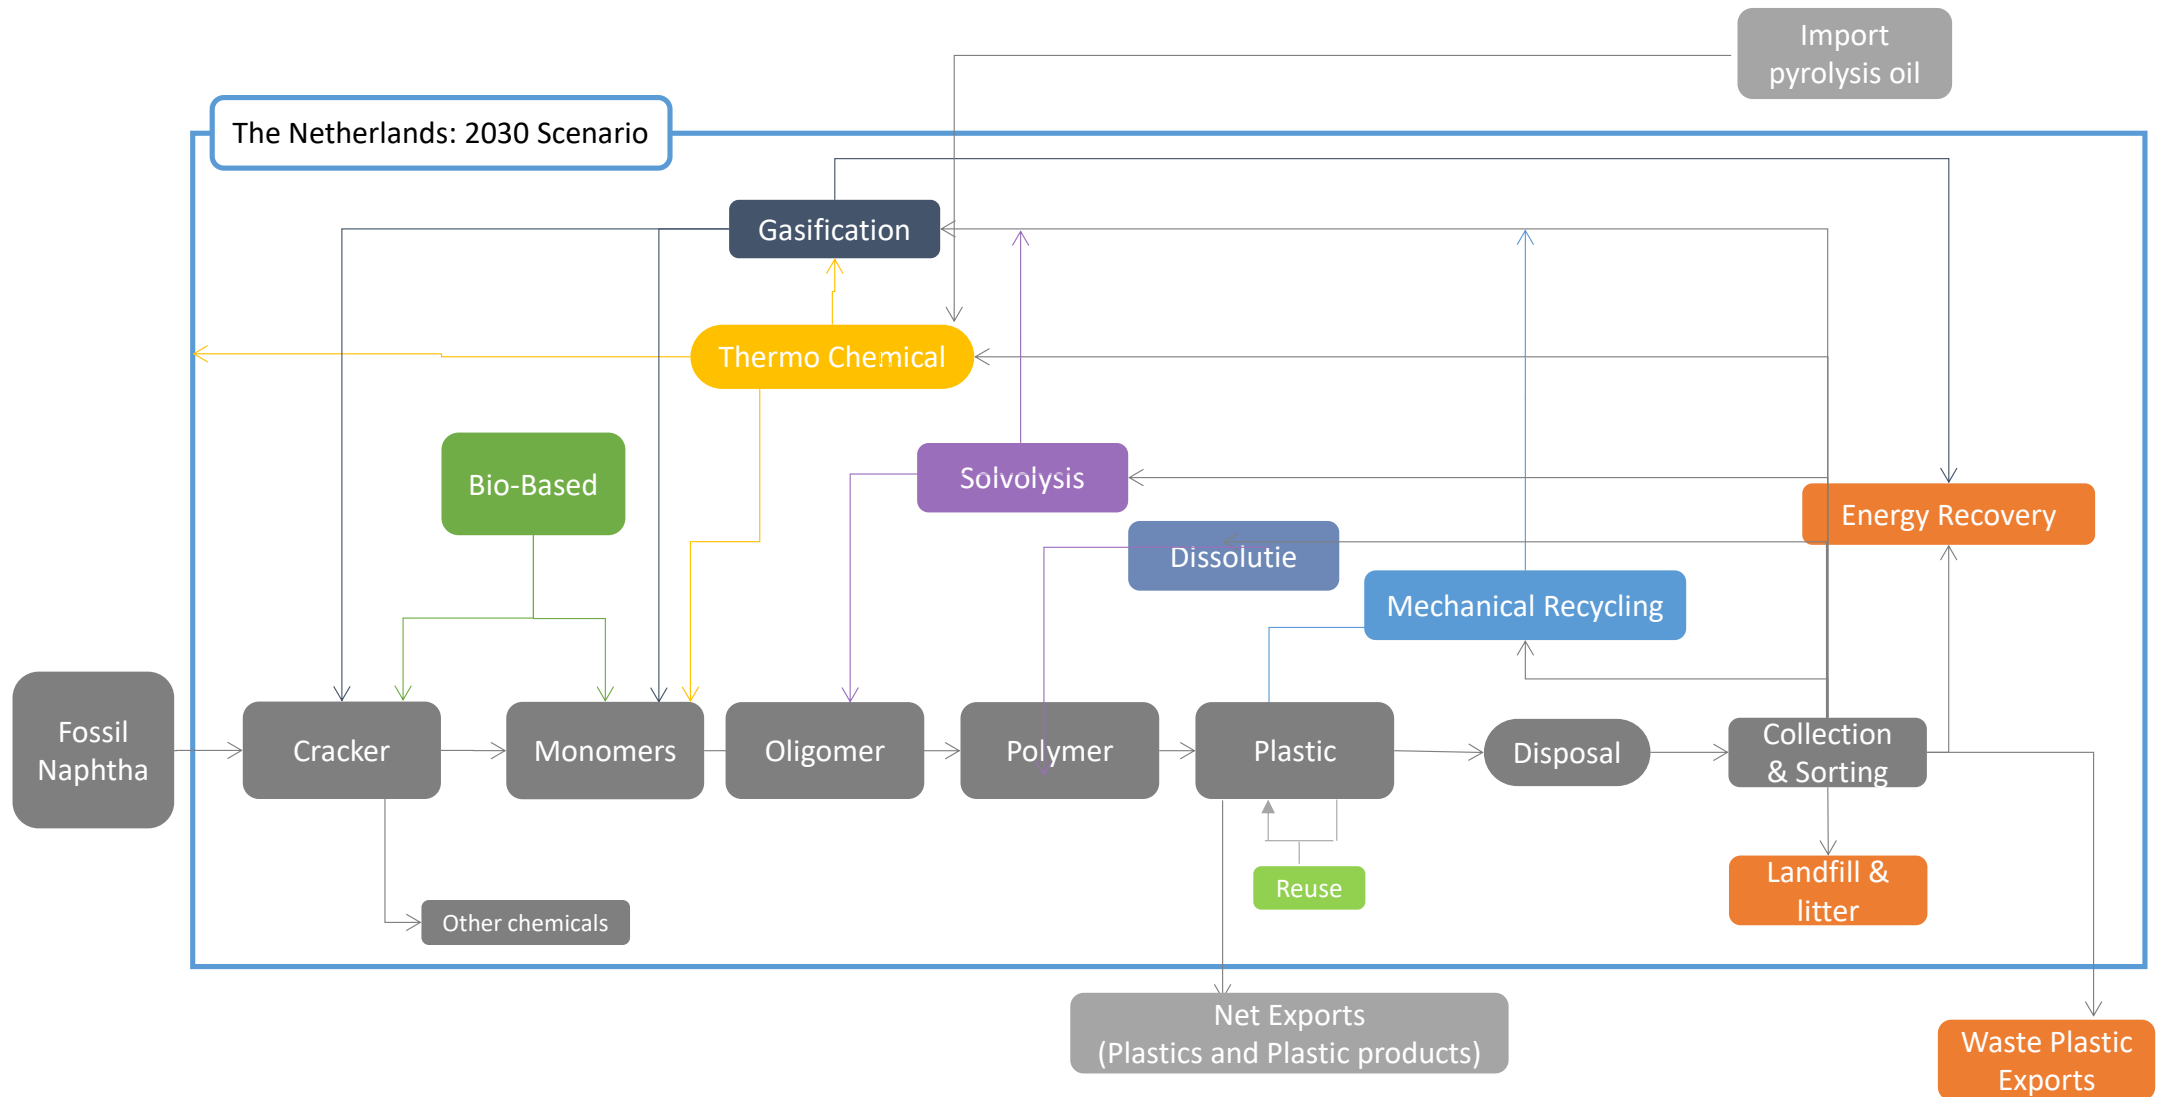 Import
pyrolysis oil
The Netherlands: 2030 Scenario
Gasification
Thermo Chemical
Bio-Based
Solvolysis
Energy Recovery
Dissolutie
Mechanical Recycling
Fossil
Naphtha
Cracker
Monomers
Oligomer
Polymer
Plastic
Disposal
Collection
& Sorting
Reuse
Landfill &
litter
Other chemicals
Net Exports
(Plastics and Plastic products)
Waste Plastic
Exports